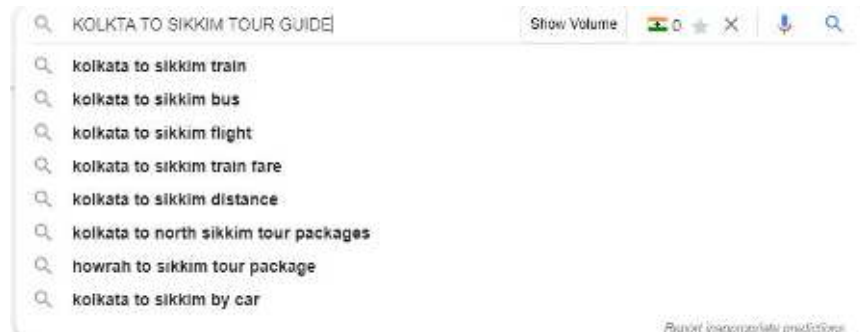 KOLKTA TO SIKKIM TOUR GUIDE Show Volume 0
kolkata to sikkim train
kolkata to sikkim bus
kolkata to sikkim flight
kolkata to sikkim train fare
kolkata to sikkim distance
kolkata to north sikkim tour packages
howrah to sikkim tour package
kolkata to sikkim by car
Report inappropriate predictions